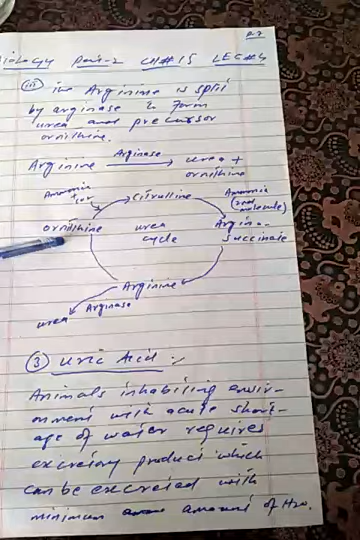 P.2
Biology Part-2 CH#15 LEC#4
(iii) The Arginine is split
by arginase to form
urea and precursor
ornithine.
Arginine Arginase urea +
ornithine
Ammonia
Citrulline
Ammonia
(2nd
molecule)
ornithine
urea
cycle
Argino-
Succinate
Arginine
Arginase
urea
(3) Uric Acid :-
Animals inhabiting envir-
onment with acute short-
age of water requires
excretory product which
can be excreted with
minimum amount of H2O.